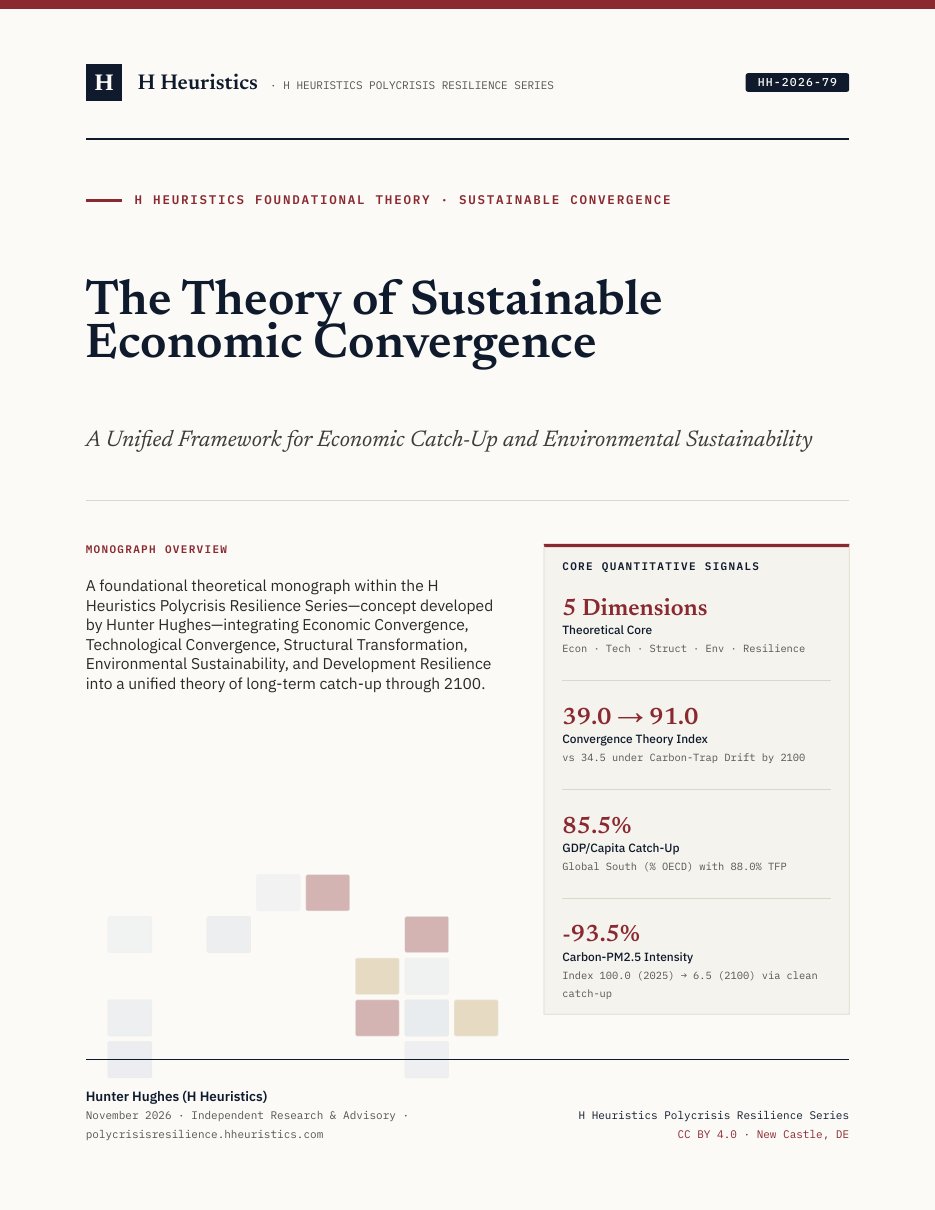 H
H Heuristics · H HEURISTICS POLYCRISIS RESILIENCE SERIES
HH-2026-79
H HEURISTICS FOUNDATIONAL THEORY · SUSTAINABLE CONVERGENCE
The Theory of Sustainable
Economic Convergence
A Unified Framework for Economic Catch-Up and Environmental Sustainability
MONOGRAPH OVERVIEW
A foundational theoretical monograph within the H
Heuristics Polycrisis Resilience Series—concept developed
by Hunter Hughes—integrating Economic Convergence,
Technological Convergence, Structural Transformation,
Environmental Sustainability, and Development Resilience
into a unified theory of long-term catch-up through 2100.
CORE QUANTITATIVE SIGNALS
5 Dimensions
Theoretical Core
Econ · Tech · Struct · Env · Resilience
39.0 → 91.0
Convergence Theory Index
vs 34.5 under Carbon-Trap Drift by 2100
85.5%
GDP/Capita Catch-Up
Global South (% OECD) with 88.0% TFP
-93.5%
Carbon-PM2.5 Intensity
Index 100.0 (2025) → 6.5 (2100) via clean
catch-up
Hunter Hughes (H Heuristics)
November 2026 · Independent Research & Advisory ·
polycrisisresilience.hheuristics.com
H Heuristics Polycrisis Resilience Series
CC BY 4.0 · New Castle, DE